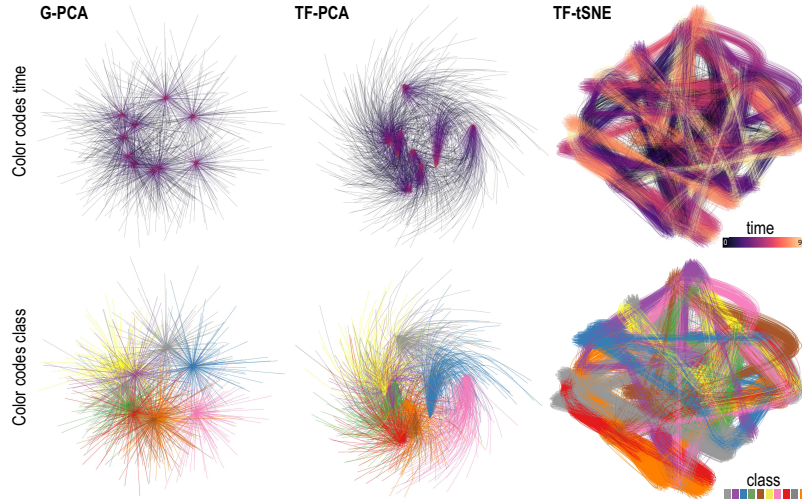 G-PCA
TF-PCA
TF-tSNE
Color codes time
time
0
9
Color codes class
class